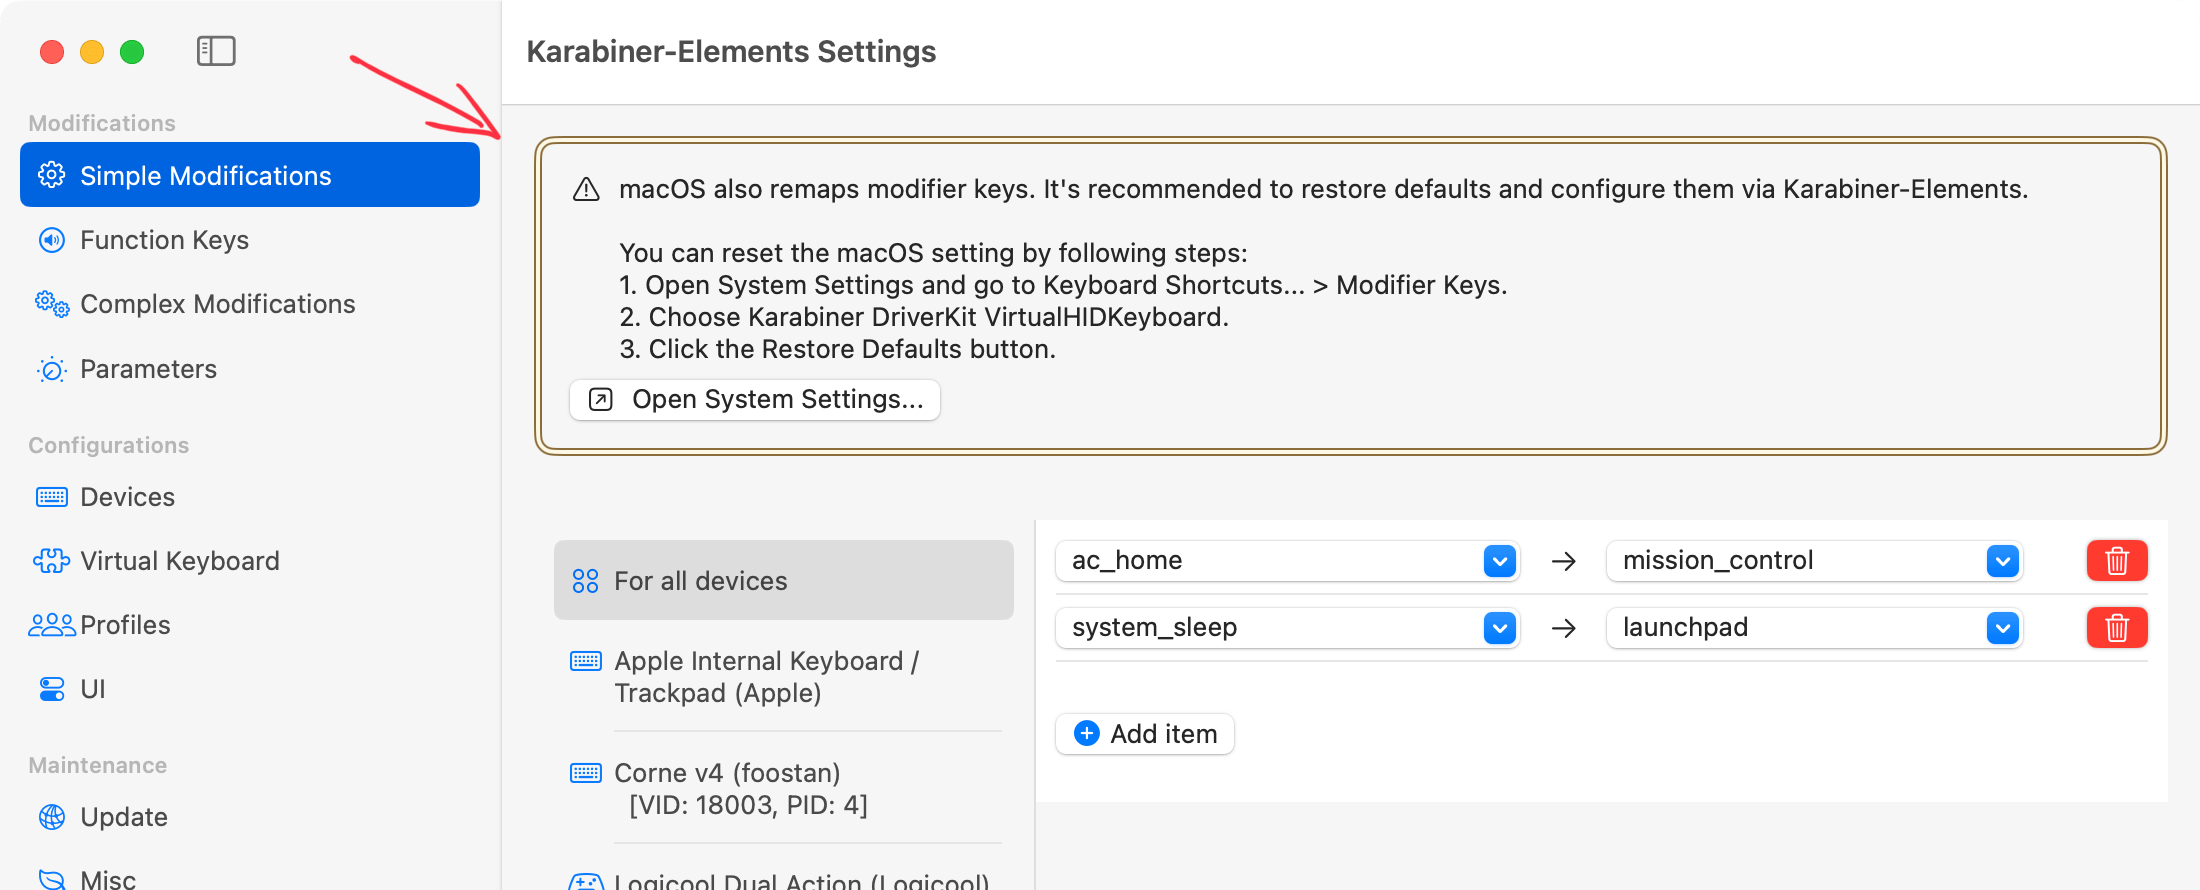 Karabiner-Elements Settings
Modifications
Simple Modifications
Function Keys
Complex Modifications
Parameters
Configurations
Devices
Virtual Keyboard
Profiles
UI
Maintenance
Update
Misc
macOS also remaps modifier keys. It's recommended to restore defaults and configure them via Karabiner-Elements.
You can reset the macOS setting by following steps:
1. Open System Settings and go to Keyboard Shortcuts... > Modifier Keys.
2. Choose Karabiner DriverKit VirtualHIDKeyboard.
3. Click the Restore Defaults button.
Open System Settings...
For all devices
Apple Internal Keyboard /
Trackpad (Apple)
Corne v4 (foostan)
[VID: 18003, PID: 4]
Logicool Dual Action (Logicool)
ac_home → mission_control
system_sleep → launchpad
Add item